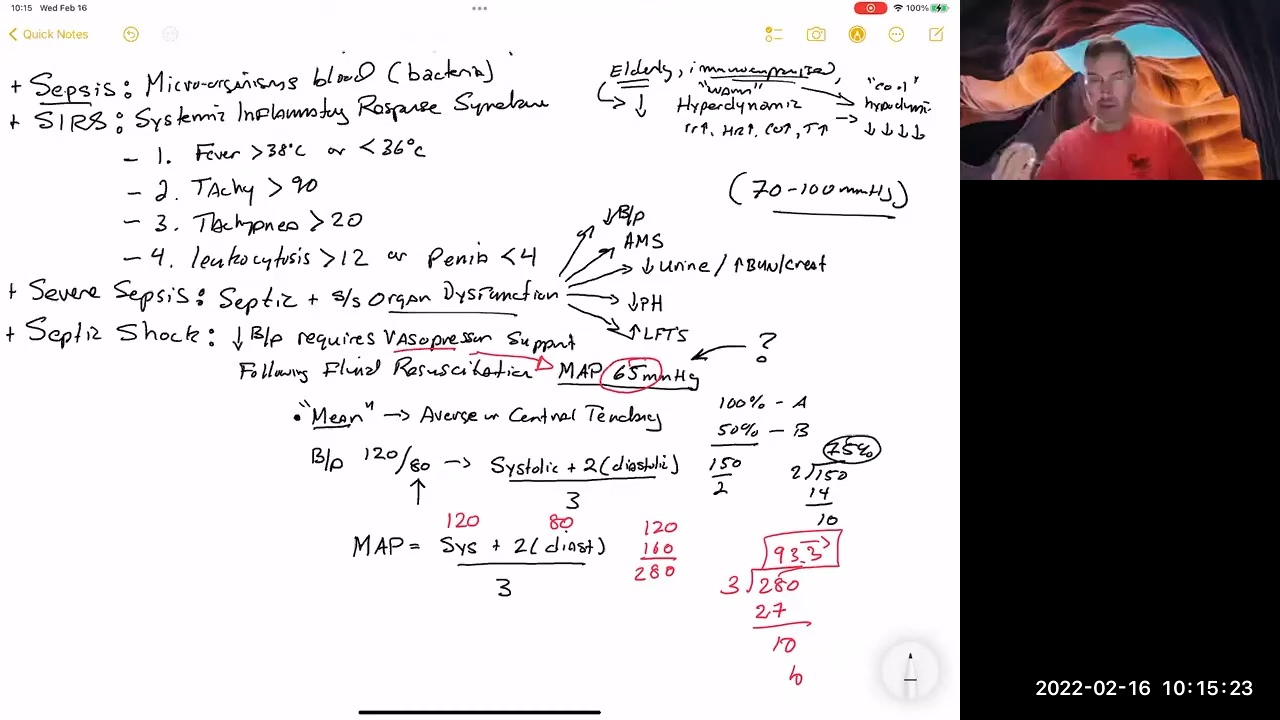 10:15 Wed Feb 16
100%
Quick Notes
+ Sepsis: Micro-organisms blood (bacteria)
+ SIRS: Systemic Inflammatory Response Syndrome
- 1. Fever >38°C or <36°C
- 2. TAchy >90
- 3. TAchypnea >20
- 4. leukocytosis >12 or penia <4
+ Severe Sepsis: Septic + s/s Organ Dysfunction
+ Septic Shock: ↓ B/p requires Vasopressor Support
Following Fluid Resuscitation MAP 65mmHg
Elderly, immunocompromised,
→ ↓ "warm" "cool"
Hyperdynamic
HR↑, CO↑, T↑ → ↓↓↓↓
(70-100mmHg)
↓B/p
AMS
↓ Urine / ↑ BUN/creat
↓PH
↑LFTS
?
• "Mean" → Average or Central Tendency
B/p 120/80 → Systolic + 2(diastolic)
3
120 80
MAP = Sys + 2(diast)
3
100% - A
50% - B
150
2
75%
2 150
14
10
120
160
280
93.3
3 280
27
10
2022-02-16 10:15:23